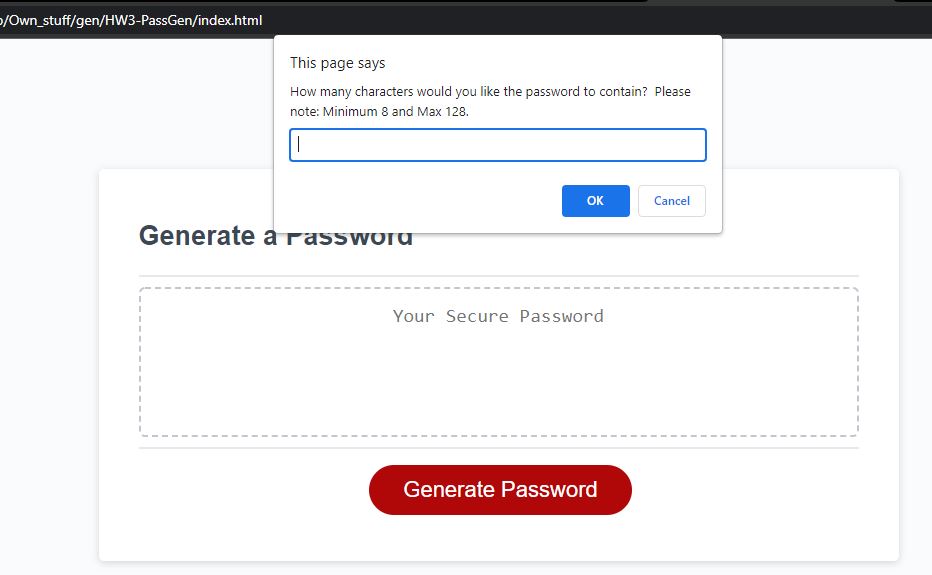 /Own_stuff/gen/HW3-PassGen/index.html
This page says
How many characters would you like the password to contain?  Please
note: Minimum 8 and Max 128.
OK Cancel
Generate a Password
Your Secure Password
Generate Password